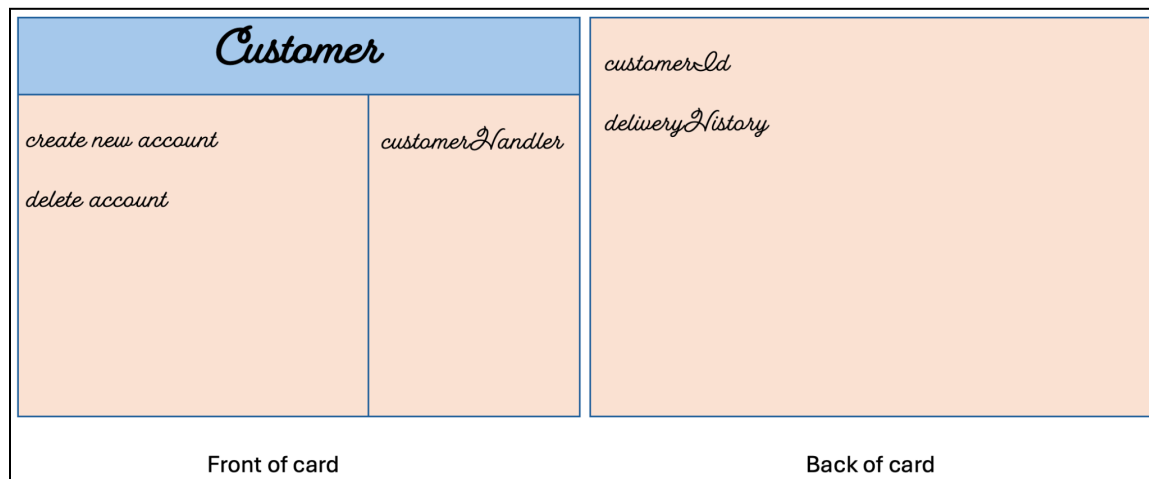 Customer
create new account
delete account
customerHandler
customerId
deliveryHistory
Front of card
Back of card